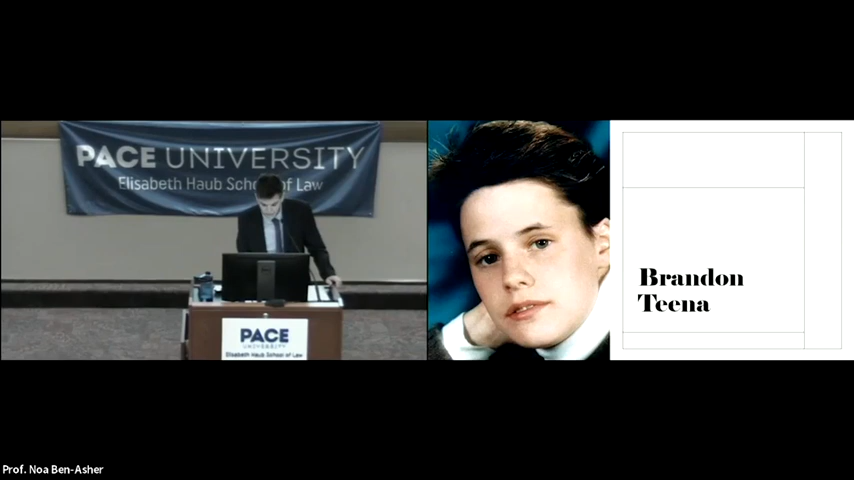 PACE UNIVERSITY
Elisabeth Haub School of Law
PACE
UNIVERSITY
Elisabeth Haub School of Law
Brandon
Teena
Prof. Noa Ben-Asher